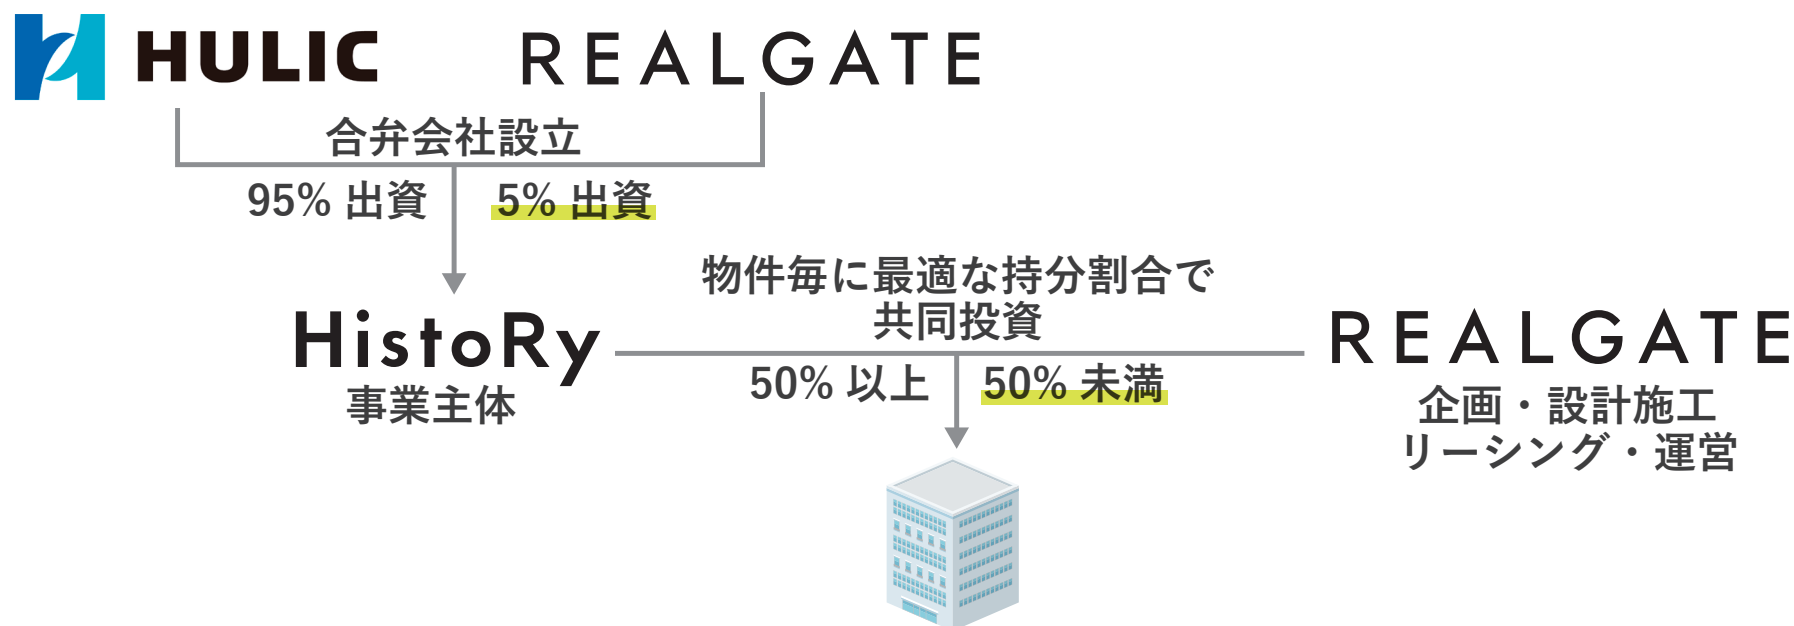 HULIC
REALGATE
合弁会社設立
95% 出資
5% 出資
HistoRy
事業主体
物件毎に最適な持分割合で
共同投資
50% 以上
50% 未満
REALGATE
企画・設計施工
リーシング・運営